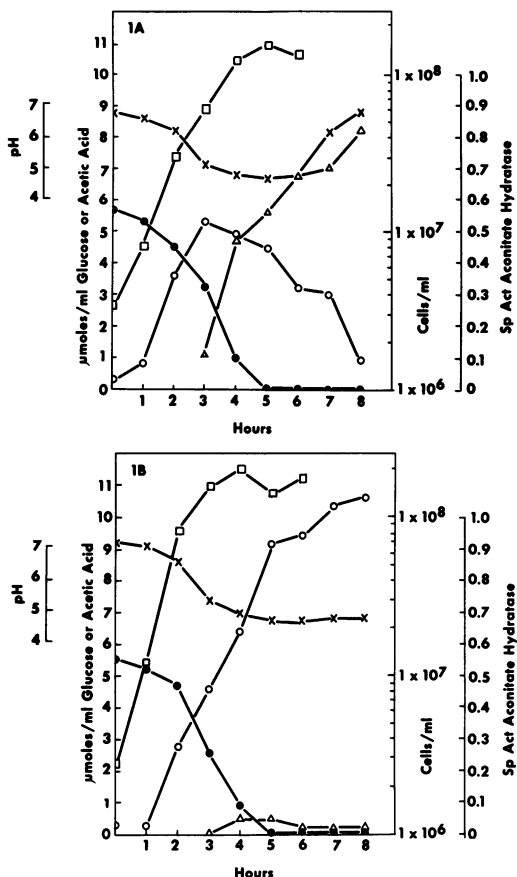 1A
11
10
9
8
7
6
5
4
3
2
1
0
7
6
5
4
pH
µmoles/ml Glucose or Acetic Acid
1 x 10⁸
1 x 10⁷
1 x 10⁶
Cells/ml
1.0
0.9
0.8
0.7
0.6
0.5
0.4
0.3
0.2
0.1
0
Sp Act Aconitate Hydratase
1 2 3 4 5 6 7 8
Hours
1B
11
10
9
8
7
6
5
4
3
2
1
0
7
6
5
4
pH
µmoles/ml Glucose or Acetic Acid
1 x 10⁸
1 x 10⁷
1 x 10⁶
Cells/ml
1.0
0.9
0.8
0.7
0.6
0.5
0.4
0.3
0.2
0.1
0
Sp Act Aconitate Hydratase
1 2 3 4 5 6 7 8
Hours